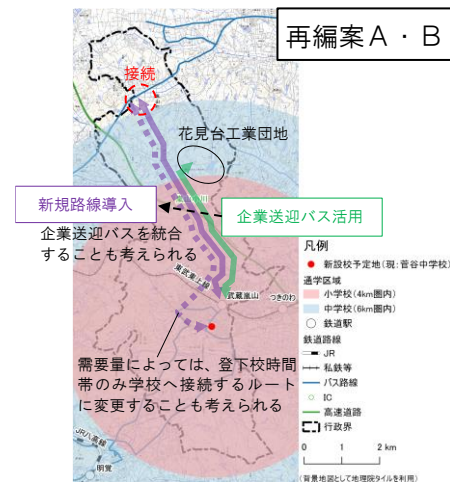 再編案A・B
接続
花見台工業団地
新規路線導入
企業送迎バス活用
企業送迎バスを統合
することも考えられる
東武東上線
武蔵嵐山
つきのわ
需要量によっては、登下校時間
帯のみ学校へ接続するルート
に変更することも考えられる
JR八高線
明覚
凡例
新設校予定地(現:菅谷中学校)
通学区域
小学校(4km圏内)
中学校(6km圏内)
鉄道駅
鉄道路線
JR
私鉄等
バス路線
IC
高速道路
行政界
0 1 2 km
(背景地図として地理院タイルを利用)